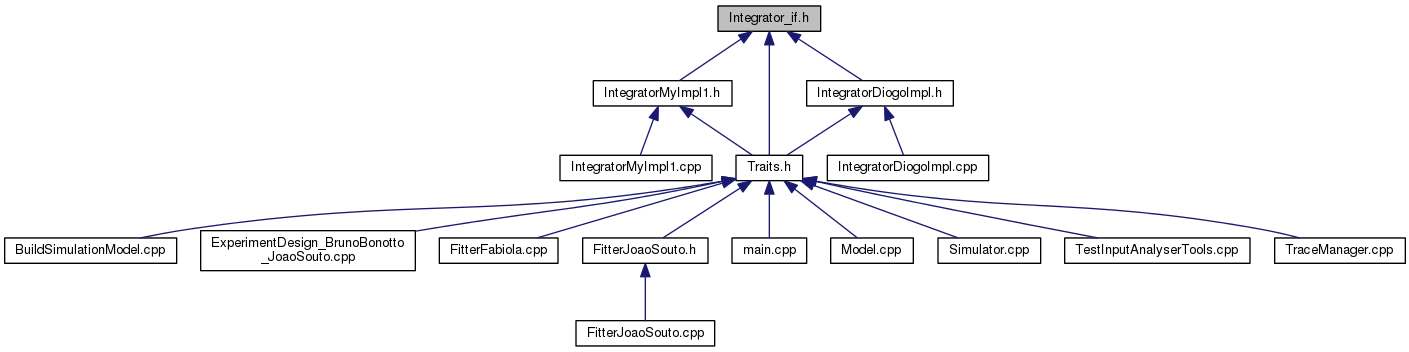 Integrator_if.h
IntegratorMyImpl1.h
IntegratorDiogoImpl.h
IntegratorMyImpl1.cpp
Traits.h
IntegratorDiogoImpl.cpp
BuildSimulationModel.cpp
ExperimentDesign_BrunoBonotto
_JoaoSouto.cpp
FitterFabiola.cpp
FitterJoaoSouto.h
main.cpp
Model.cpp
Simulator.cpp
TestInputAnalyserTools.cpp
TraceManager.cpp
FitterJoaoSouto.cpp